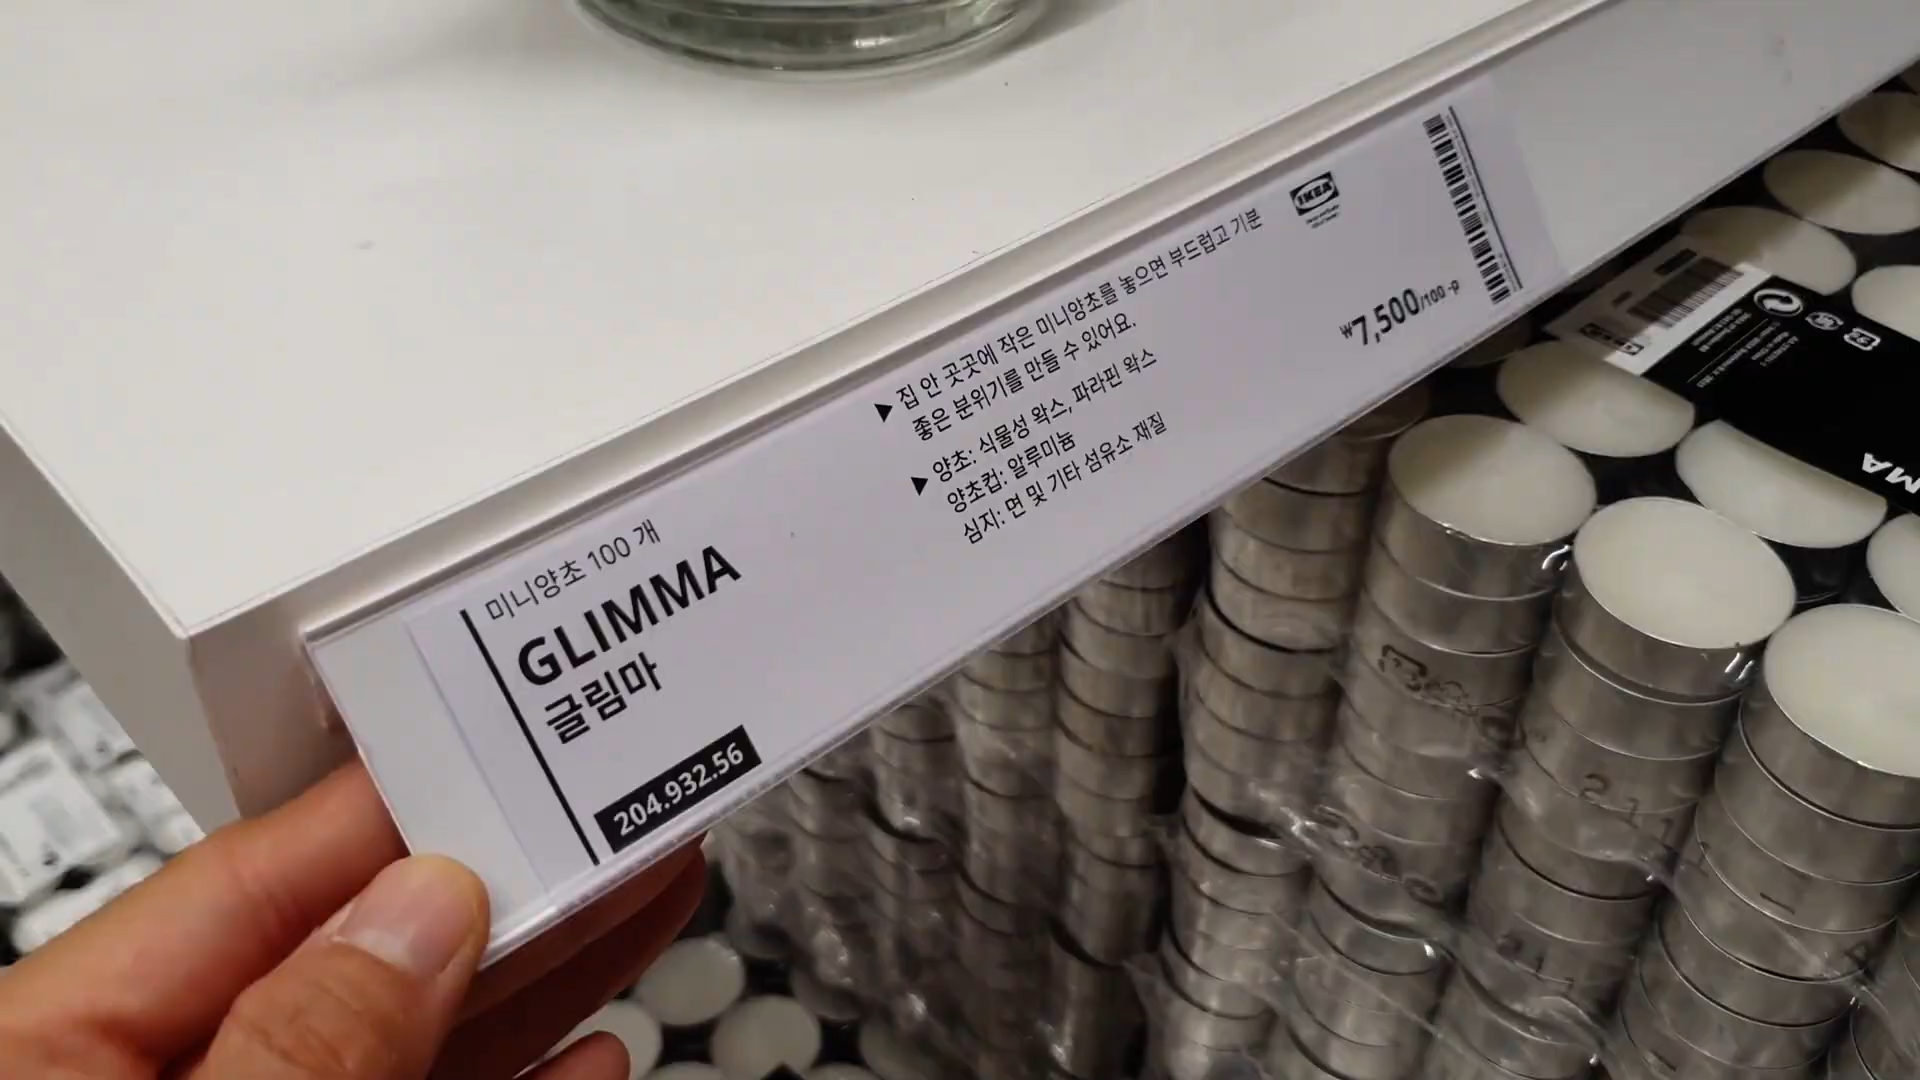 미니양초 100 개
GLIMMA
글림마
204.932.56
▶ 집 안 곳곳에 작은 미니양초를 놓으면 부드럽고 기분
좋은 분위기를 만들 수 있어요.
▶ 양초: 식물성 왁스, 파라핀 왁스
양초컵: 알루미늄
심지: 면 및 기타 섬유소 재질
IKEA
₩7,500/100 -p
MA
211